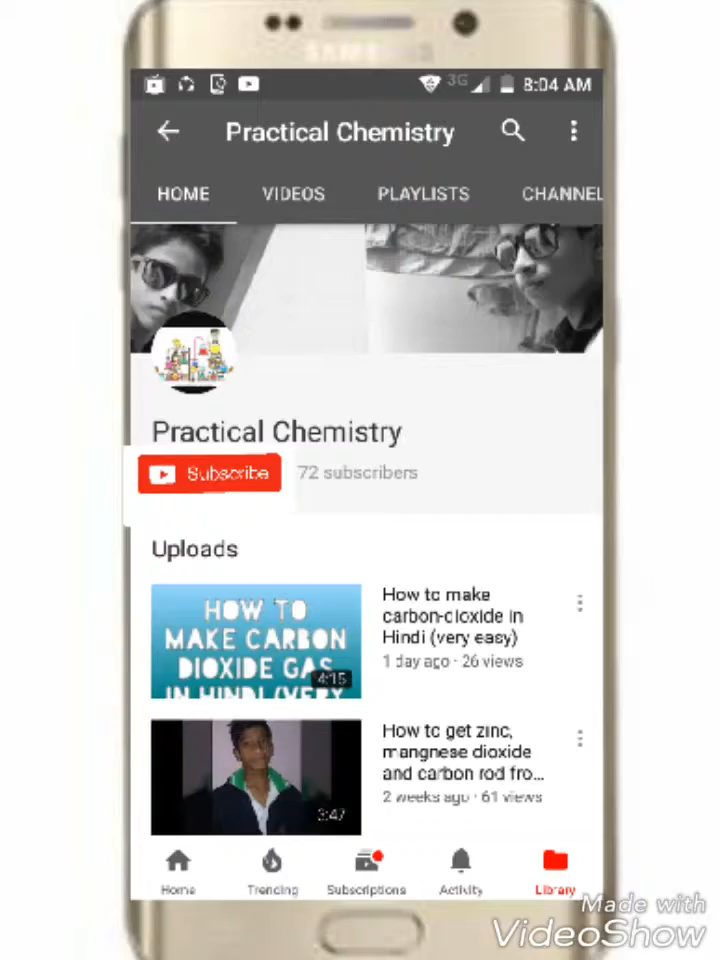 SAMSUNG
3G 8:04 AM
Practical Chemistry
HOME VIDEOS PLAYLISTS CHANNEL
Practical Chemistry
Subscribe 72 subscribers
Uploads
HOW TO
MAKE CARBON
DIOXIDE GAS
IN HINDI (VERY
4:15
How to make
carbon-dioxide in
Hindi (very easy)
1 day ago · 26 views
3:47
How to get zinc,
mangnese dioxide
and carbon rod fro...
2 weeks ago · 61 views
Home Trending Subscriptions Activity Library
Made with
VideoShow